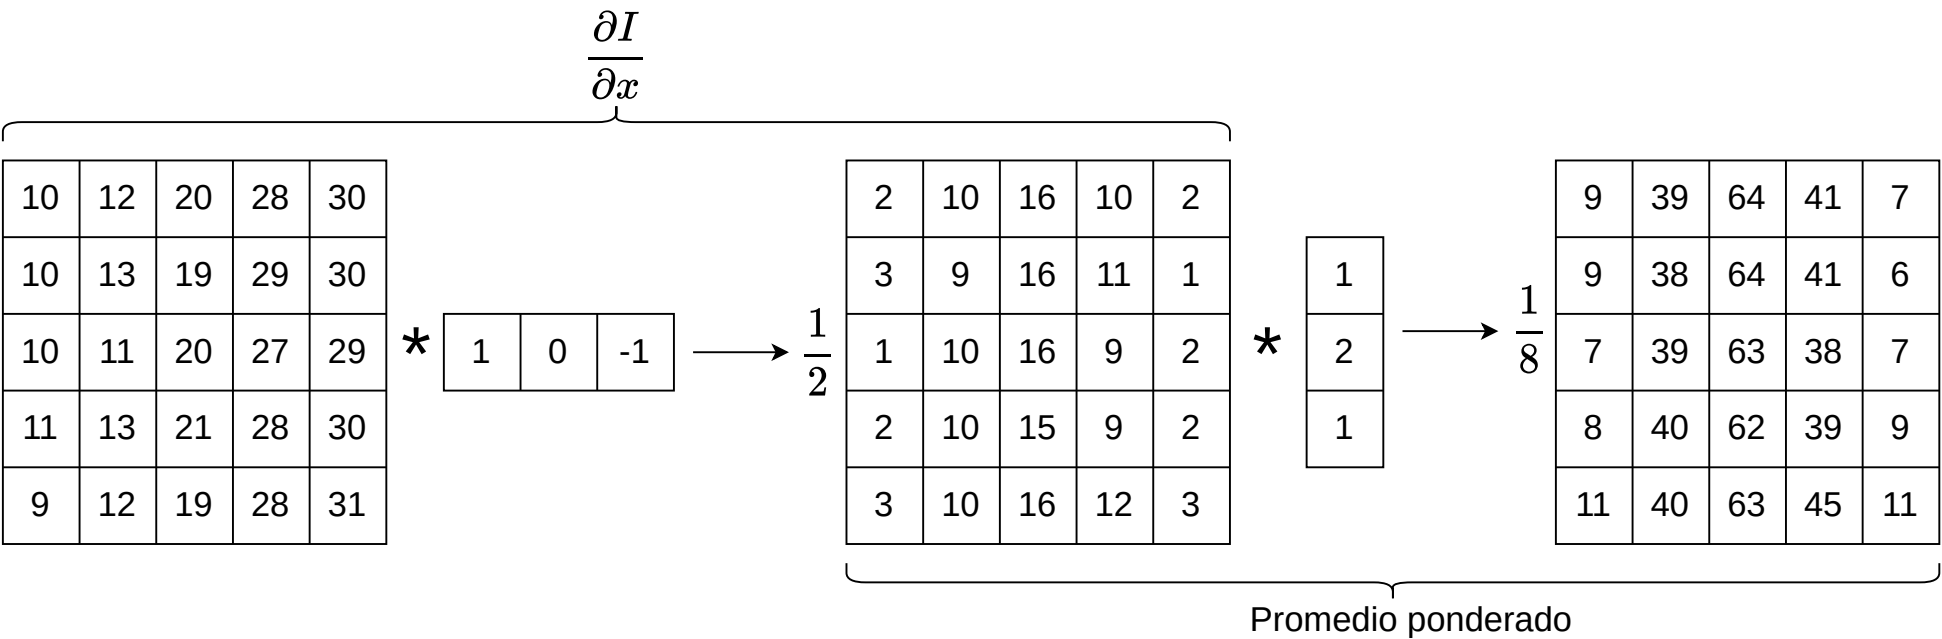 ∂I
∂x
10 12 20 28 30 2 10 16 10 2 9 39 64 41 7
10 13 19 29 30 3 9 16 11 1 1 9 38 64 41 6
10 11 20 27 29 * 1 0 -1 1/2 1 10 16 9 2 * 2 1/8 7 39 63 38 7
11 13 21 28 30 2 10 15 9 2 1 8 40 62 39 9
9 12 19 28 31 3 10 16 12 3 11 40 63 45 11
Promedio ponderado